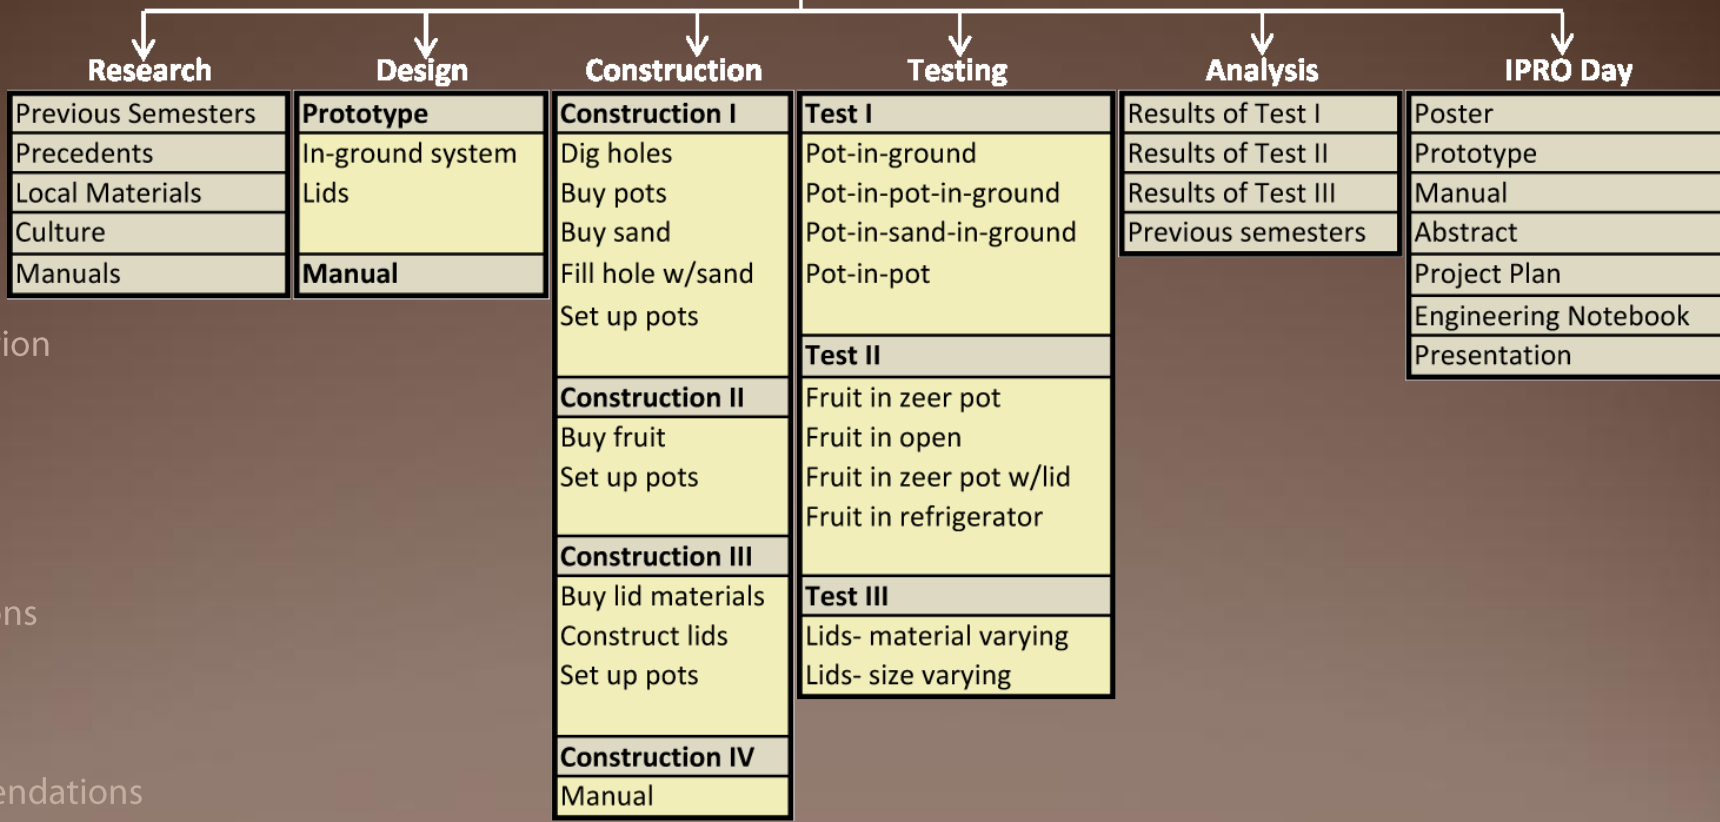 Research
Previous Semesters
Precedents
Local Materials
Culture
Manuals
Design
Prototype
In-ground system
Lids
Manual
Construction
Construction I
Dig holes
Buy pots
Buy sand
Fill hole w/sand
Set up pots
Construction II
Buy fruit
Set up pots
Construction III
Buy lid materials
Construct lids
Set up pots
Construction IV
Manual
Testing
Test I
Pot-in-ground
Pot-in-pot-in-ground
Pot-in-sand-in-ground
Pot-in-pot
Test II
Fruit in zeer pot
Fruit in open
Fruit in zeer pot w/lid
Fruit in refrigerator
Test III
Lids- material varying
Lids- size varying
Analysis
Results of Test I
Results of Test II
Results of Test III
Previous semesters
IPRO Day
Poster
Prototype
Manual
Abstract
Project Plan
Engineering Notebook
Presentation